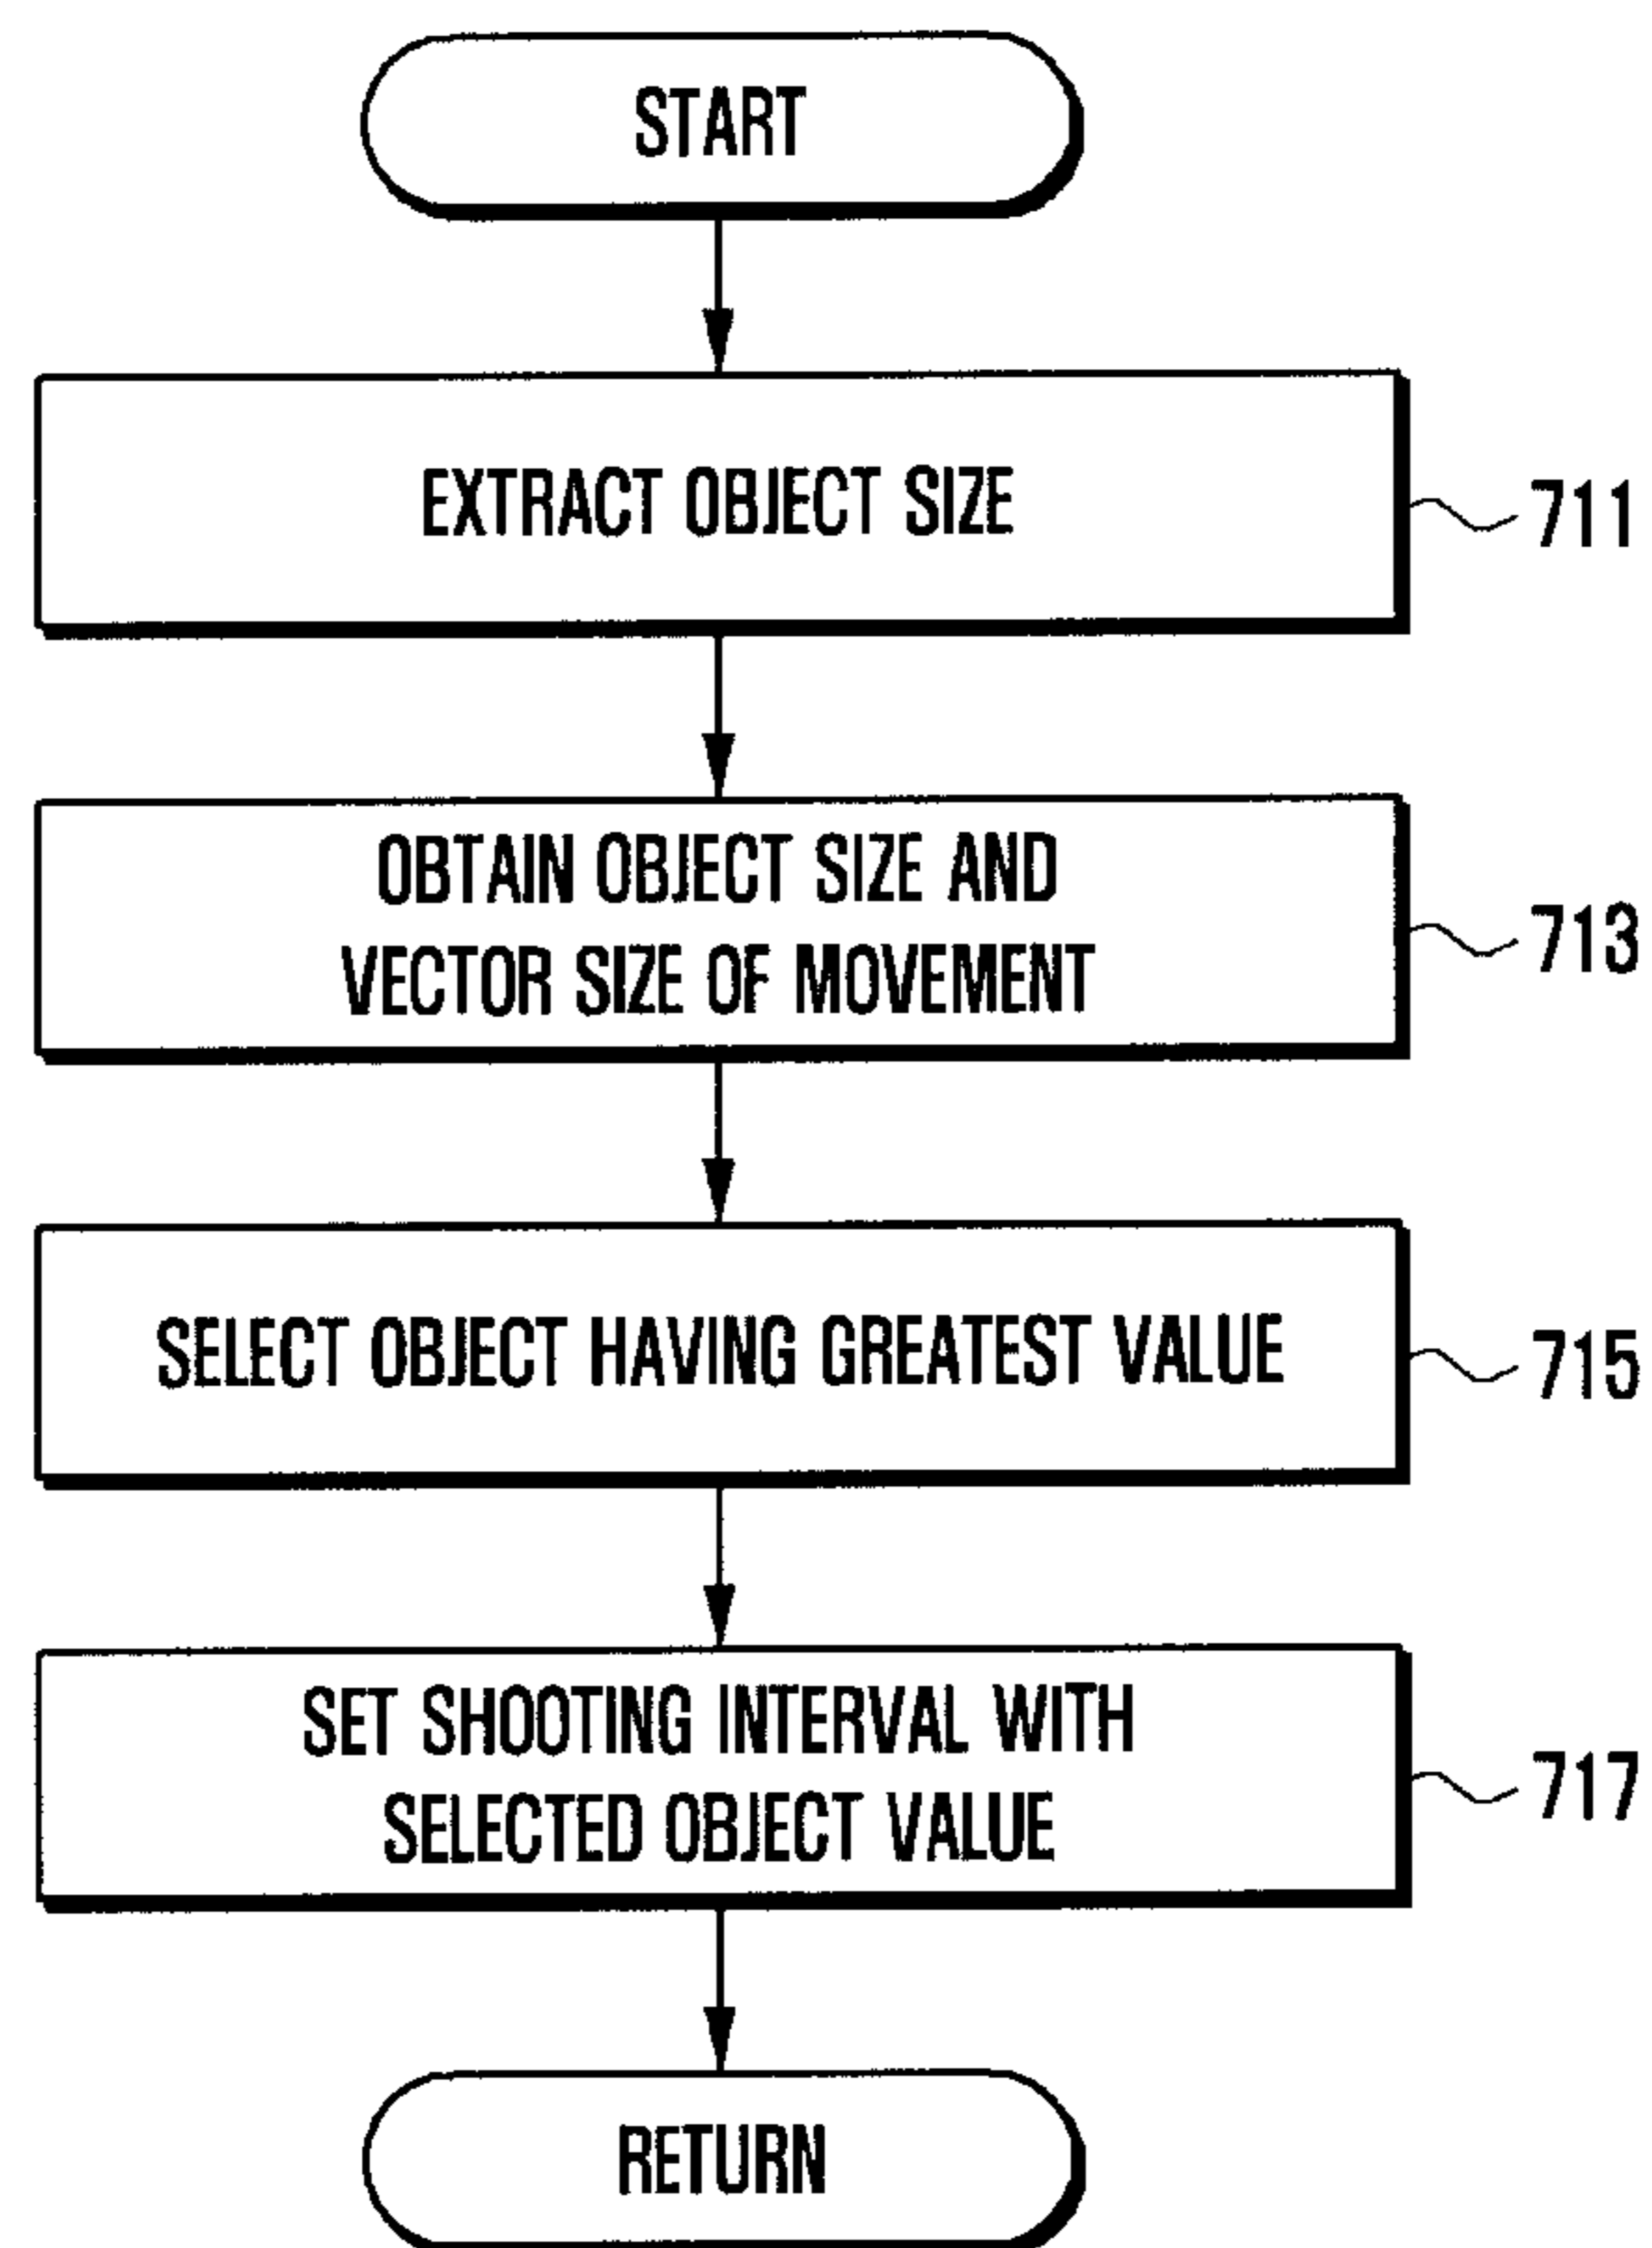 START
EXTRACT OBJECT SIZE
711
OBTAIN OBJECT SIZE AND
VECTOR SIZE OF MOVEMENT
713
SELECT OBJECT HAVING GREATEST VALUE
715
SET SHOOTING INTERVAL WITH
SELECTED OBJECT VALUE
717
RETURN